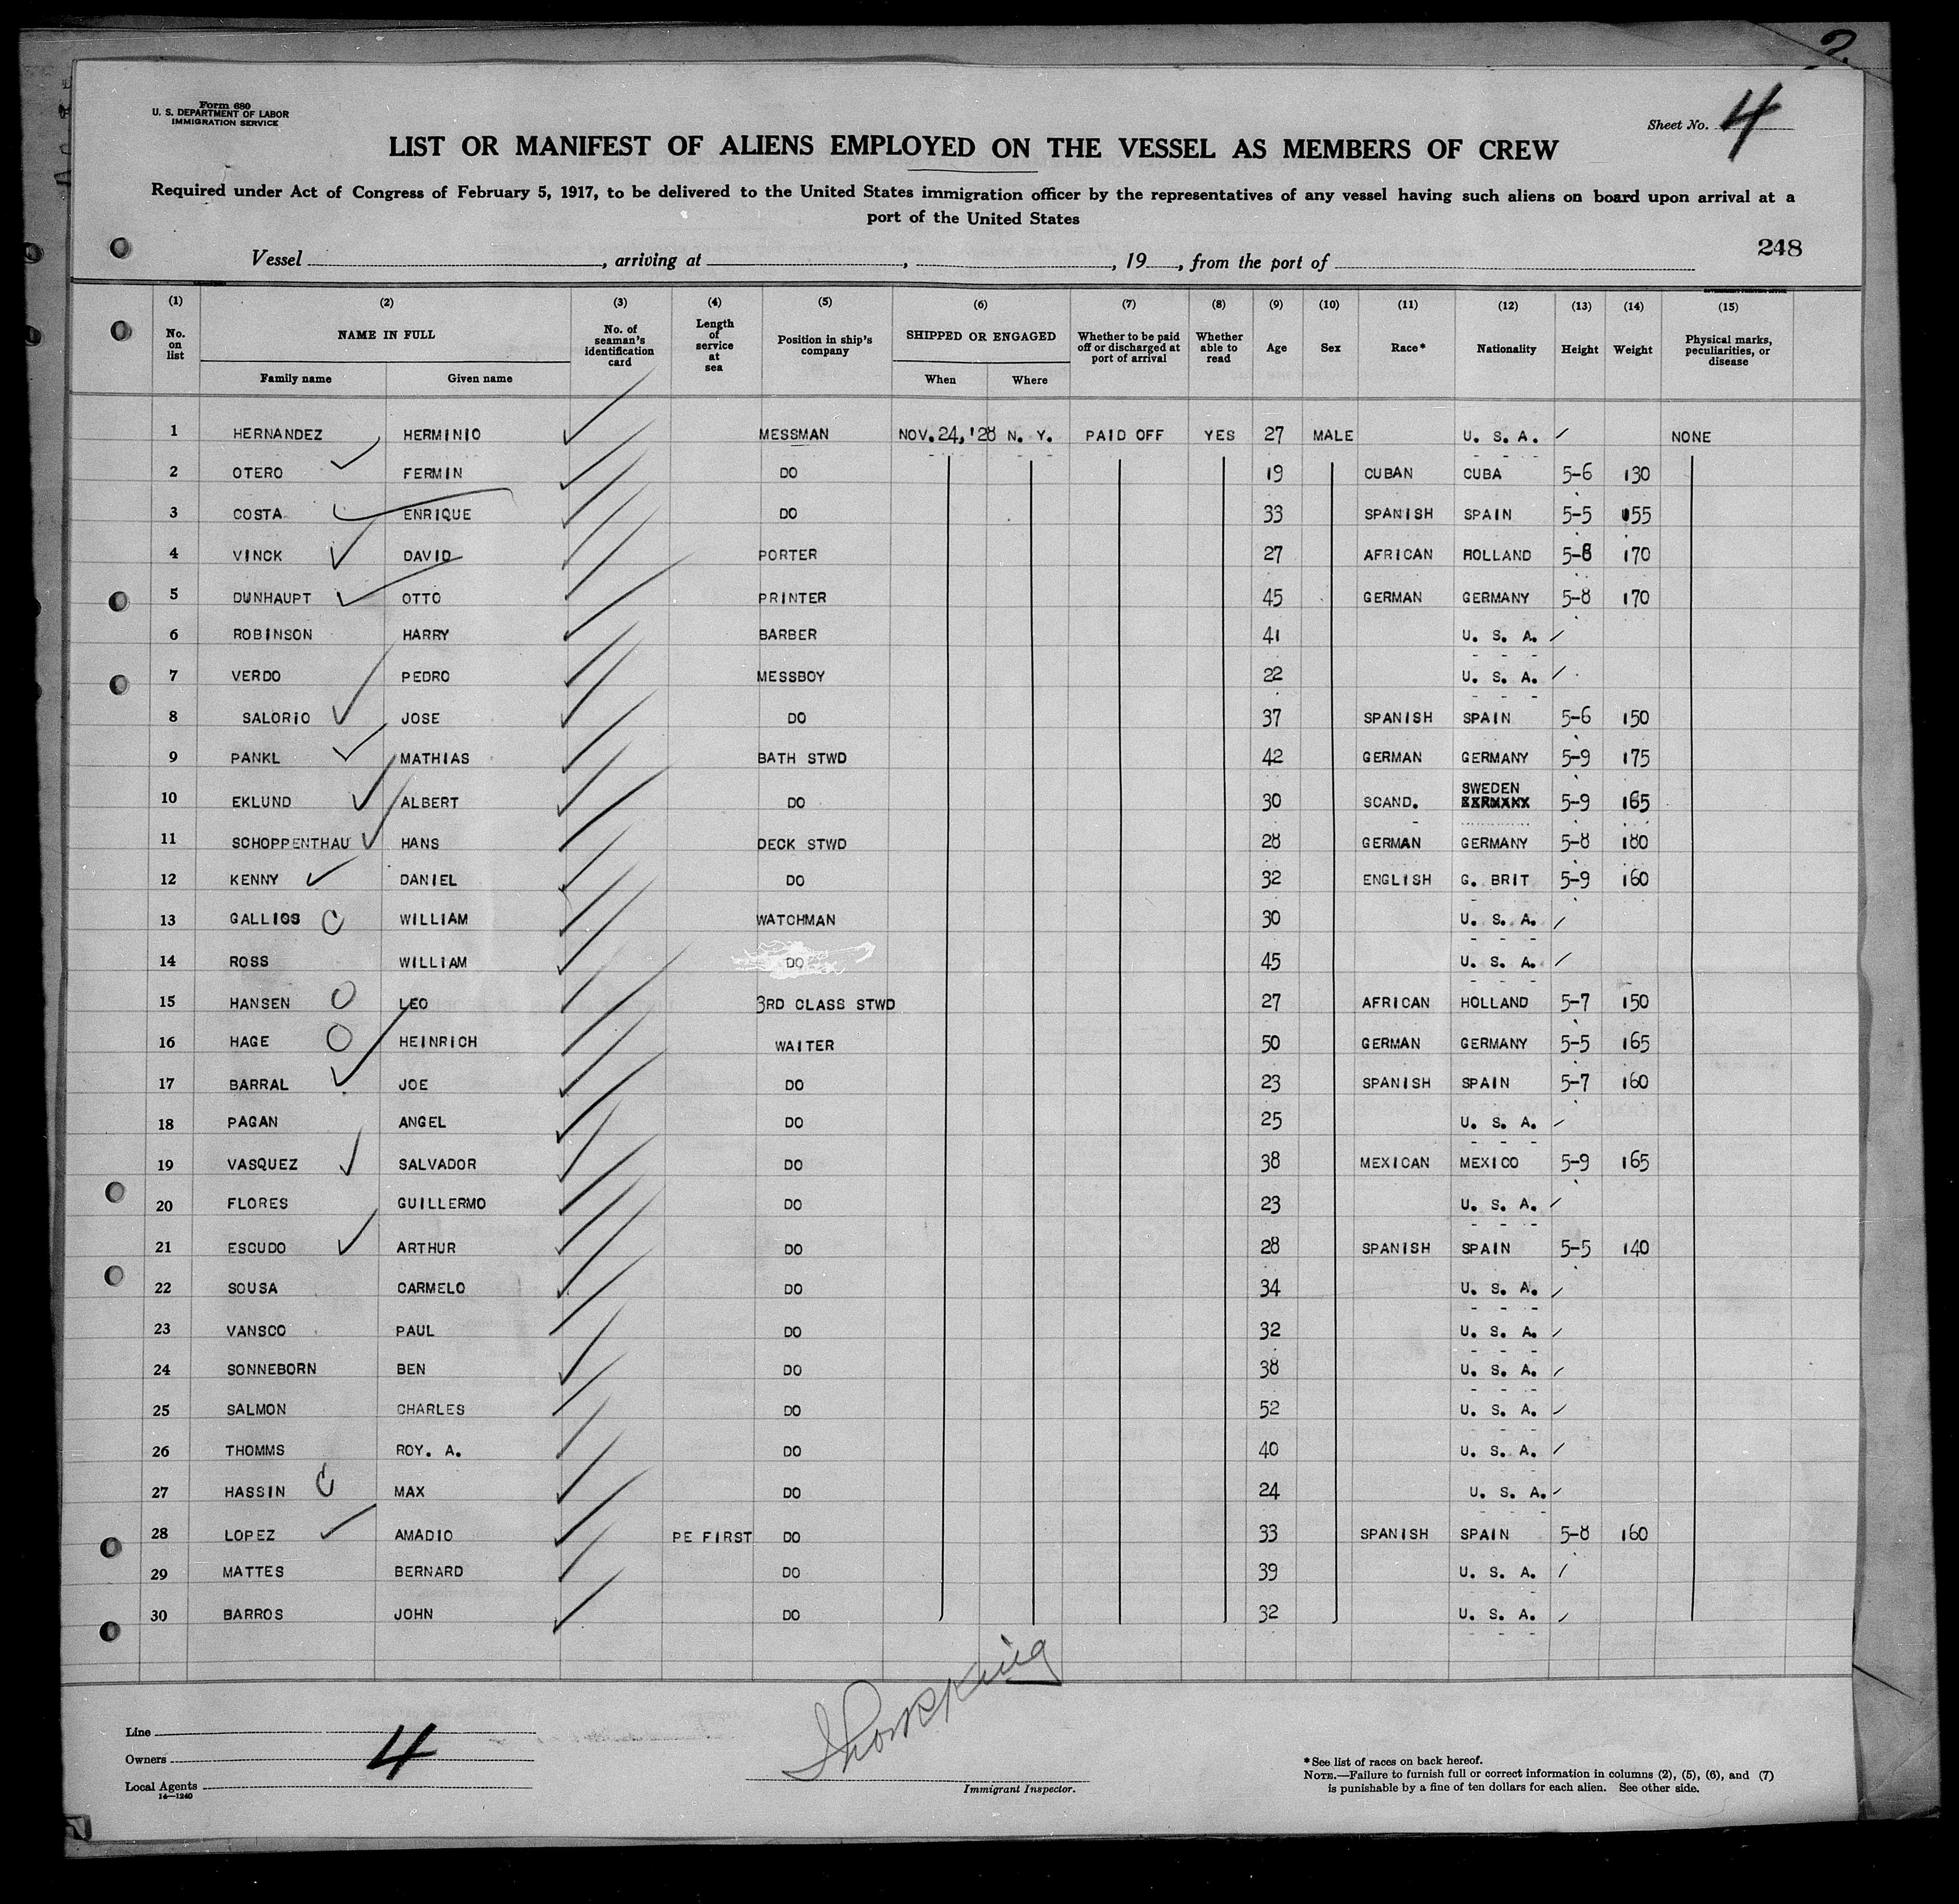 2
Form 680
U. S. DEPARTMENT OF LABOR
IMMIGRATION SERVICE
Sheet No. 4
LIST OR MANIFEST OF ALIENS EMPLOYED ON THE VESSEL AS MEMBERS OF CREW
Required under Act of Congress of February 5, 1917, to be delivered to the United States immigration officer by the representatives of any vessel having such aliens on board upon arrival at a
port of the United States
248
Vessel , arriving at , , 19 , from the port of
(1) (2) (3) (4) (5) (6) (7) (8) (9) (10) (11) (12) (13) (14) (15)
No. on list NAME IN FULL No. of seaman's identification card Length of service at sea Position in ship's company SHIPPED OR ENGAGED Whether to be paid off or discharged at port of arrival Whether able to read Age Sex Race* Nationality Height Weight Physical marks, peculiarities, or disease
Family name Given name When Where
1 HERNANDEZ HERMINIO MESSMAN NOV.24,'28 N. Y. PAID OFF YES 27 MALE U. S. A. NONE
2 OTERO FERMIN DO 19 CUBAN CUBA 5-6 130
3 COSTA ENRIQUE DO 33 SPANISH SPAIN 5-5 155
4 VINCK DAVID PORTER 27 AFRICAN HOLLAND 5-8 170
5 DUNHAUPT OTTO PRINTER 45 GERMAN GERMANY 5-8 170
6 ROBINSON HARRY BARBER 41 U. S. A.
7 VERDO PEDRO MESSBOY 22 U. S. A.
8 SALORIO JOSE DO 37 SPANISH SPAIN 5-6 150
9 PANKL MATHIAS BATH STWD 42 GERMAN GERMANY 5-9 175
10 EKLUND ALBERT DO 30 SCAND. SWEDEN 5-9 165
11 SCHOPPENTHAU HANS DECK STWD 28 GERMAN GERMANY 5-8 180
12 KENNY DANIEL DO 32 ENGLISH G. BRIT 5-9 160
13 GALLIOS WILLIAM WATCHMAN 30 U. S. A.
14 ROSS WILLIAM DO 45 U. S. A.
15 HANSEN LEO 3RD CLASS STWD 27 AFRICAN HOLLAND 5-7 150
16 HAGE HEINRICH WAITER 50 GERMAN GERMANY 5-5 165
17 BARRAL JOE DO 23 SPANISH SPAIN 5-7 160
18 PAGAN ANGEL DO 25 U. S. A.
19 VASQUEZ SALVADOR DO 38 MEXICAN MEXICO 5-9 165
20 FLORES GUILLERMO DO 23 U. S. A.
21 ESCUDO ARTHUR DO 28 SPANISH SPAIN 5-5 140
22 SOUSA CARMELO DO 34 U. S. A.
23 VANSCO PAUL DO 32 U. S. A.
24 SONNEBORN BEN DO 38 U. S. A.
25 SALMON CHARLES DO 52 U. S. A.
26 THOMMS ROY. A. DO 40 U. S. A.
27 HASSIN MAX DO 24 U. S. A.
28 LOPEZ AMADIO PE FIRST DO 33 SPANISH SPAIN 5-8 160
29 MATTES BERNARD DO 39 U. S. A.
30 BARROS JOHN DO 32 U. S. A.
Line
Owners
Local Agents
14—1240
4
Immigrant Inspector.
*See list of races on back hereof.
NOTE.—Failure to furnish full or correct information in columns (2), (5), (6), and (7)
is punishable by a fine of ten dollars for each alien. See other side.